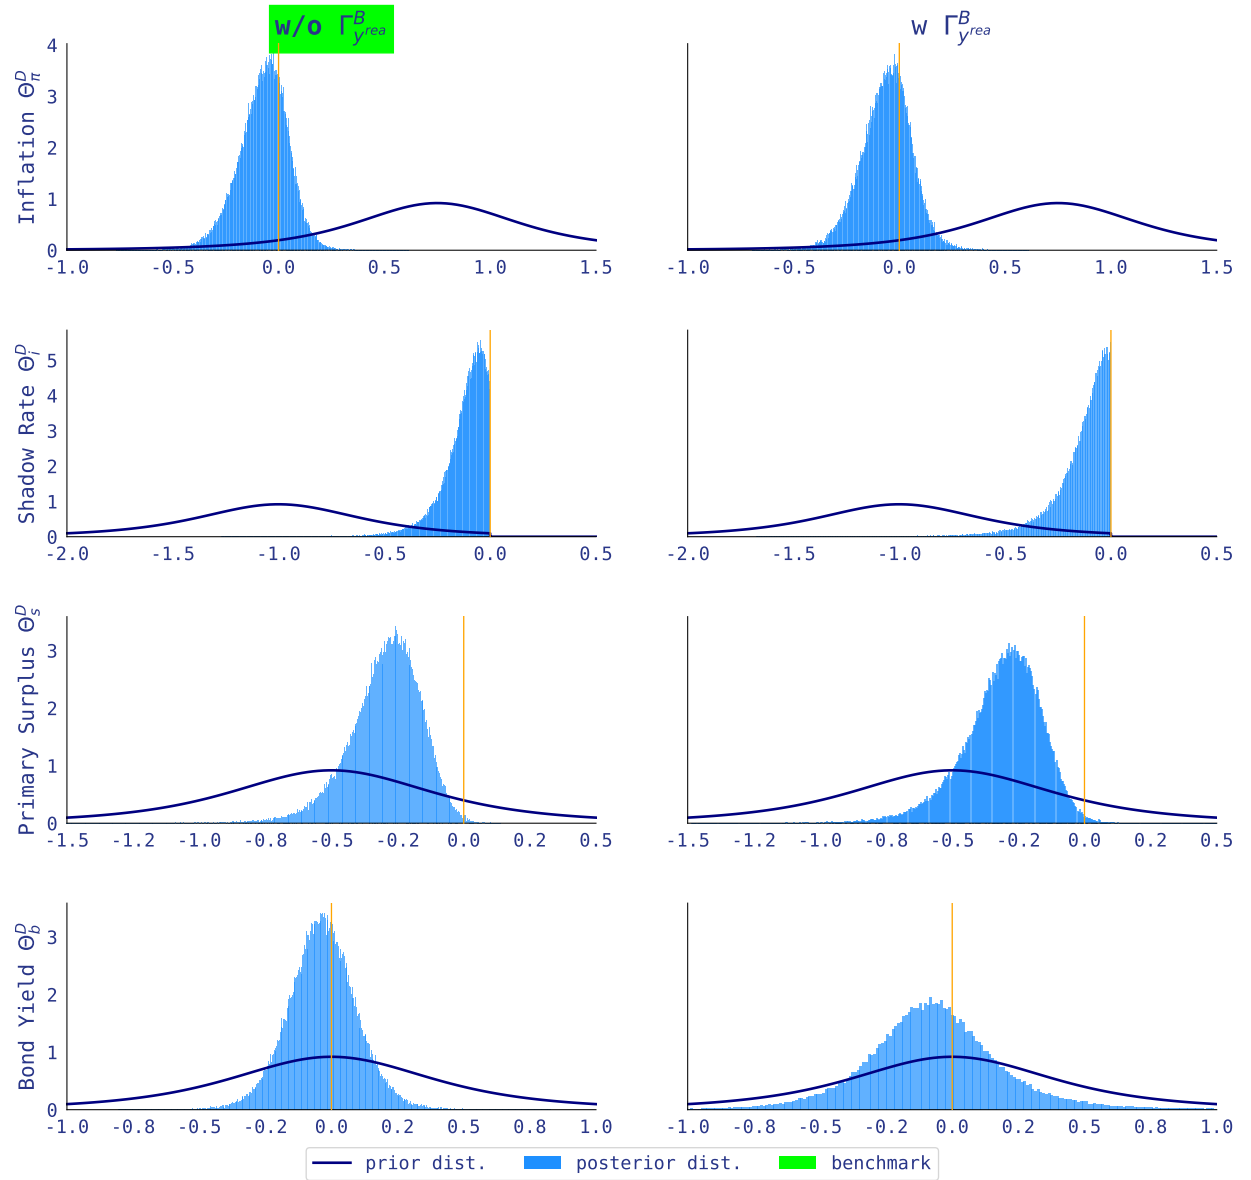 w/o Γ^B_{y^{rea}}
w Γ^B_{y^{rea}}
Inflation Θ^D_π
4
3
2
1
0
-1.0 -0.5 0.0 0.5 1.0 1.5
-1.0 -0.5 0.0 0.5 1.0 1.5
Shadow Rate Θ^D_i
5
4
3
2
1
0
-2.0 -1.5 -1.0 -0.5 0.0 0.5
-2.0 -1.5 -1.0 -0.5 0.0 0.5
Primary Surplus Θ^D_s
3
2
1
0
-1.5 -1.2 -1.0 -0.8 -0.5 -0.2 0.0 0.2 0.5
-1.5 -1.2 -1.0 -0.8 -0.5 -0.2 0.0 0.2 0.5
Bond Yield Θ^D_b
3
2
1
0
-1.0 -0.8 -0.5 -0.2 0.0 0.2 0.5 0.8 1.0
-1.0 -0.8 -0.5 -0.2 0.0 0.2 0.5 0.8 1.0
prior dist. posterior dist. benchmark